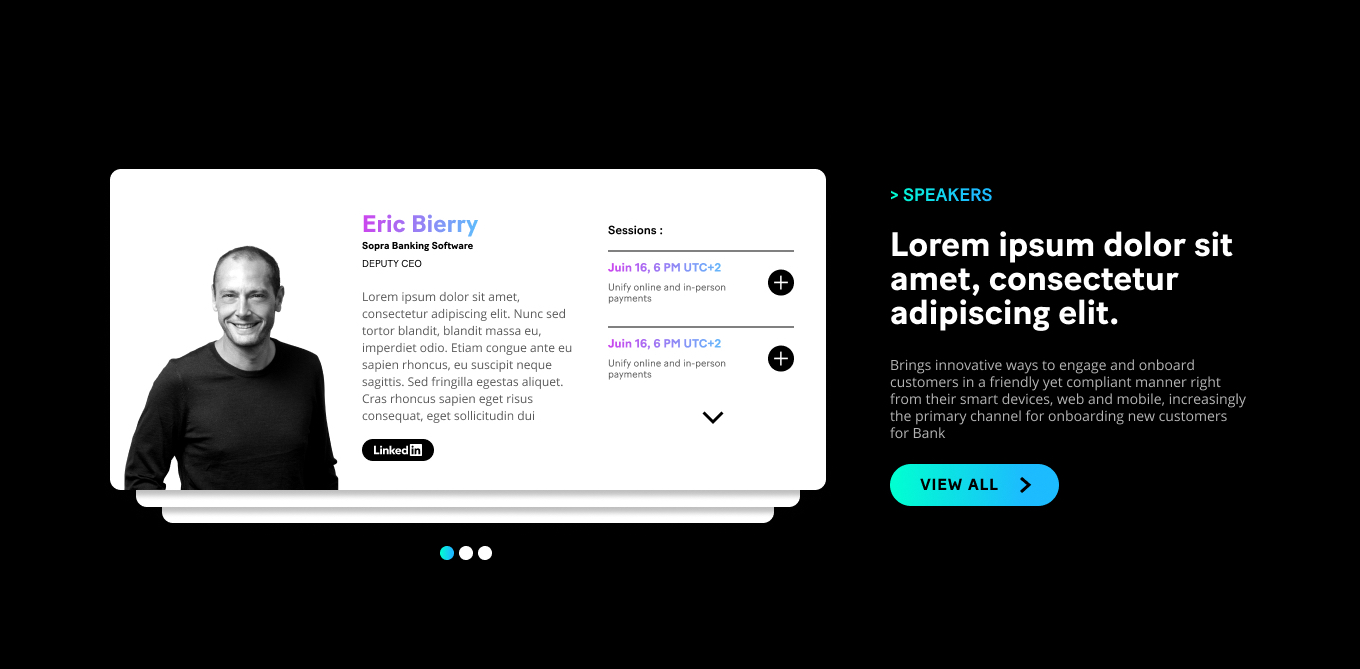 Eric Bierry
Sopra Banking Software
DEPUTY CEO
Lorem ipsum dolor sit amet,
consectetur adipiscing elit. Nunc sed
tortor blandit, blandit massa eu,
imperdiet odio. Etiam congue ante eu
sapien rhoncus, eu suscipit neque
sagittis. Sed fringilla egestas aliquet.
Cras rhoncus sapien eget risus
consequat, eget sollicitudin dui
Linked in
Sessions :
Juin 16, 6 PM UTC+2
Unify online and in-person
payments
Juin 16, 6 PM UTC+2
Unify online and in-person
payments
> SPEAKERS
Lorem ipsum dolor sit
amet, consectetur
adipiscing elit.
Brings innovative ways to engage and onboard
customers in a friendly yet compliant manner right
from their smart devices, web and mobile, increasingly
the primary channel for onboarding new customers
for Bank
VIEW ALL